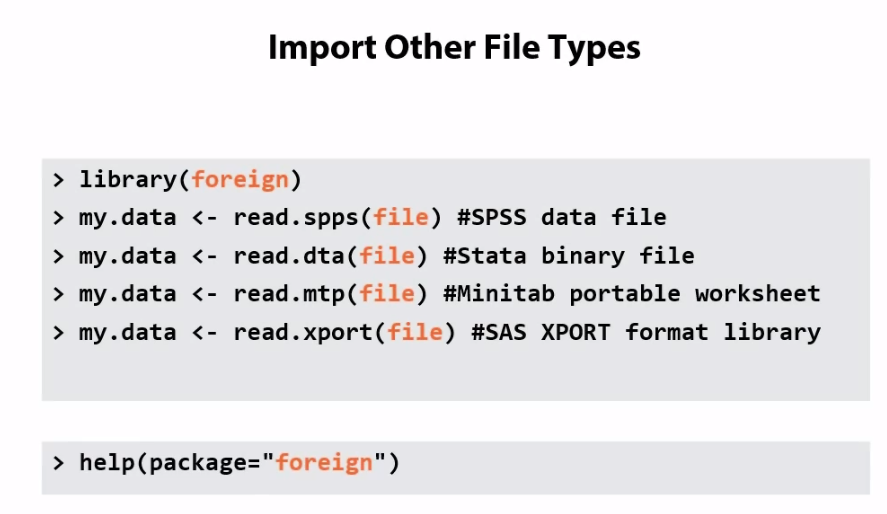 Import Other File Types
> library(foreign)
> my.data <- read.spps(file) #SPSS data file
> my.data <- read.dta(file) #Stata binary file
> my.data <- read.mtp(file) #Minitab portable worksheet
> my.data <- read.xport(file) #SAS XPORT format library
> help(package="foreign")